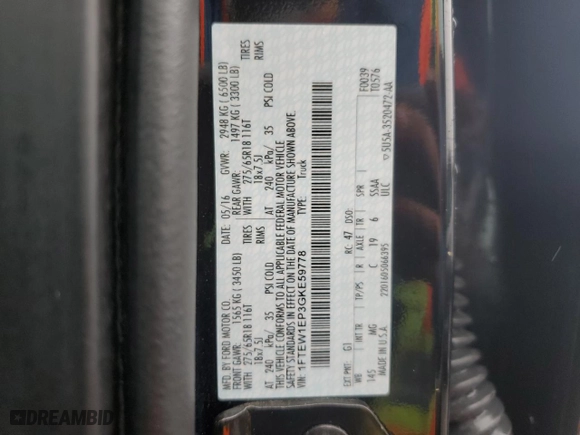 MFD. BY FORD MOTOR CO.
DATE: 05/16 GVWR: 2948 KG ( 6500 LB)
FRONT GAWR: 1565 KG ( 3450 LB) REAR GAWR: 1497 KG ( 3300 LB)
WITH 275/65R18 116T TIRES WITH 275/65R18 116T TIRES
18x7.5J RIMS 18x7.5J RIMS
AT 240 kPa/ 35 PSI COLD AT 240 kPa/ 35 PSI COLD
THIS VEHICLE CONFORMS TO ALL APPLICABLE FEDERAL MOTOR VEHICLE
SAFETY STANDARDS IN EFFECT ON THE DATE OF MANUFACTURE SHOWN ABOVE.
VIN: 1FTEW1EP3GKE59778 TYPE: Truck
F0039
T0576
EXT PNT: G1 RC: 47 DSO:
WB INT TR TP/PS R AXLE TR SPR
145 MG C 19 6 SSAA
ULC
MADE IN U.S.A.
2201605066395
5U5A-3520472-AA
DREAMBID